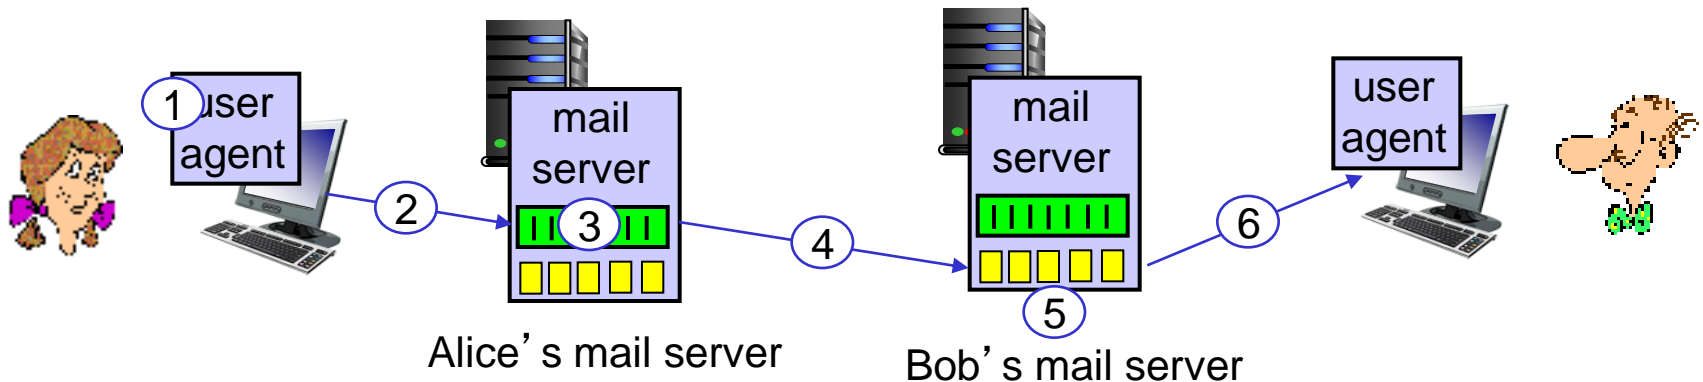 1
user
agent
2
mail
server
3
Alice’s mail server
4
mail
server
5
Bob’s mail server
6
user
agent